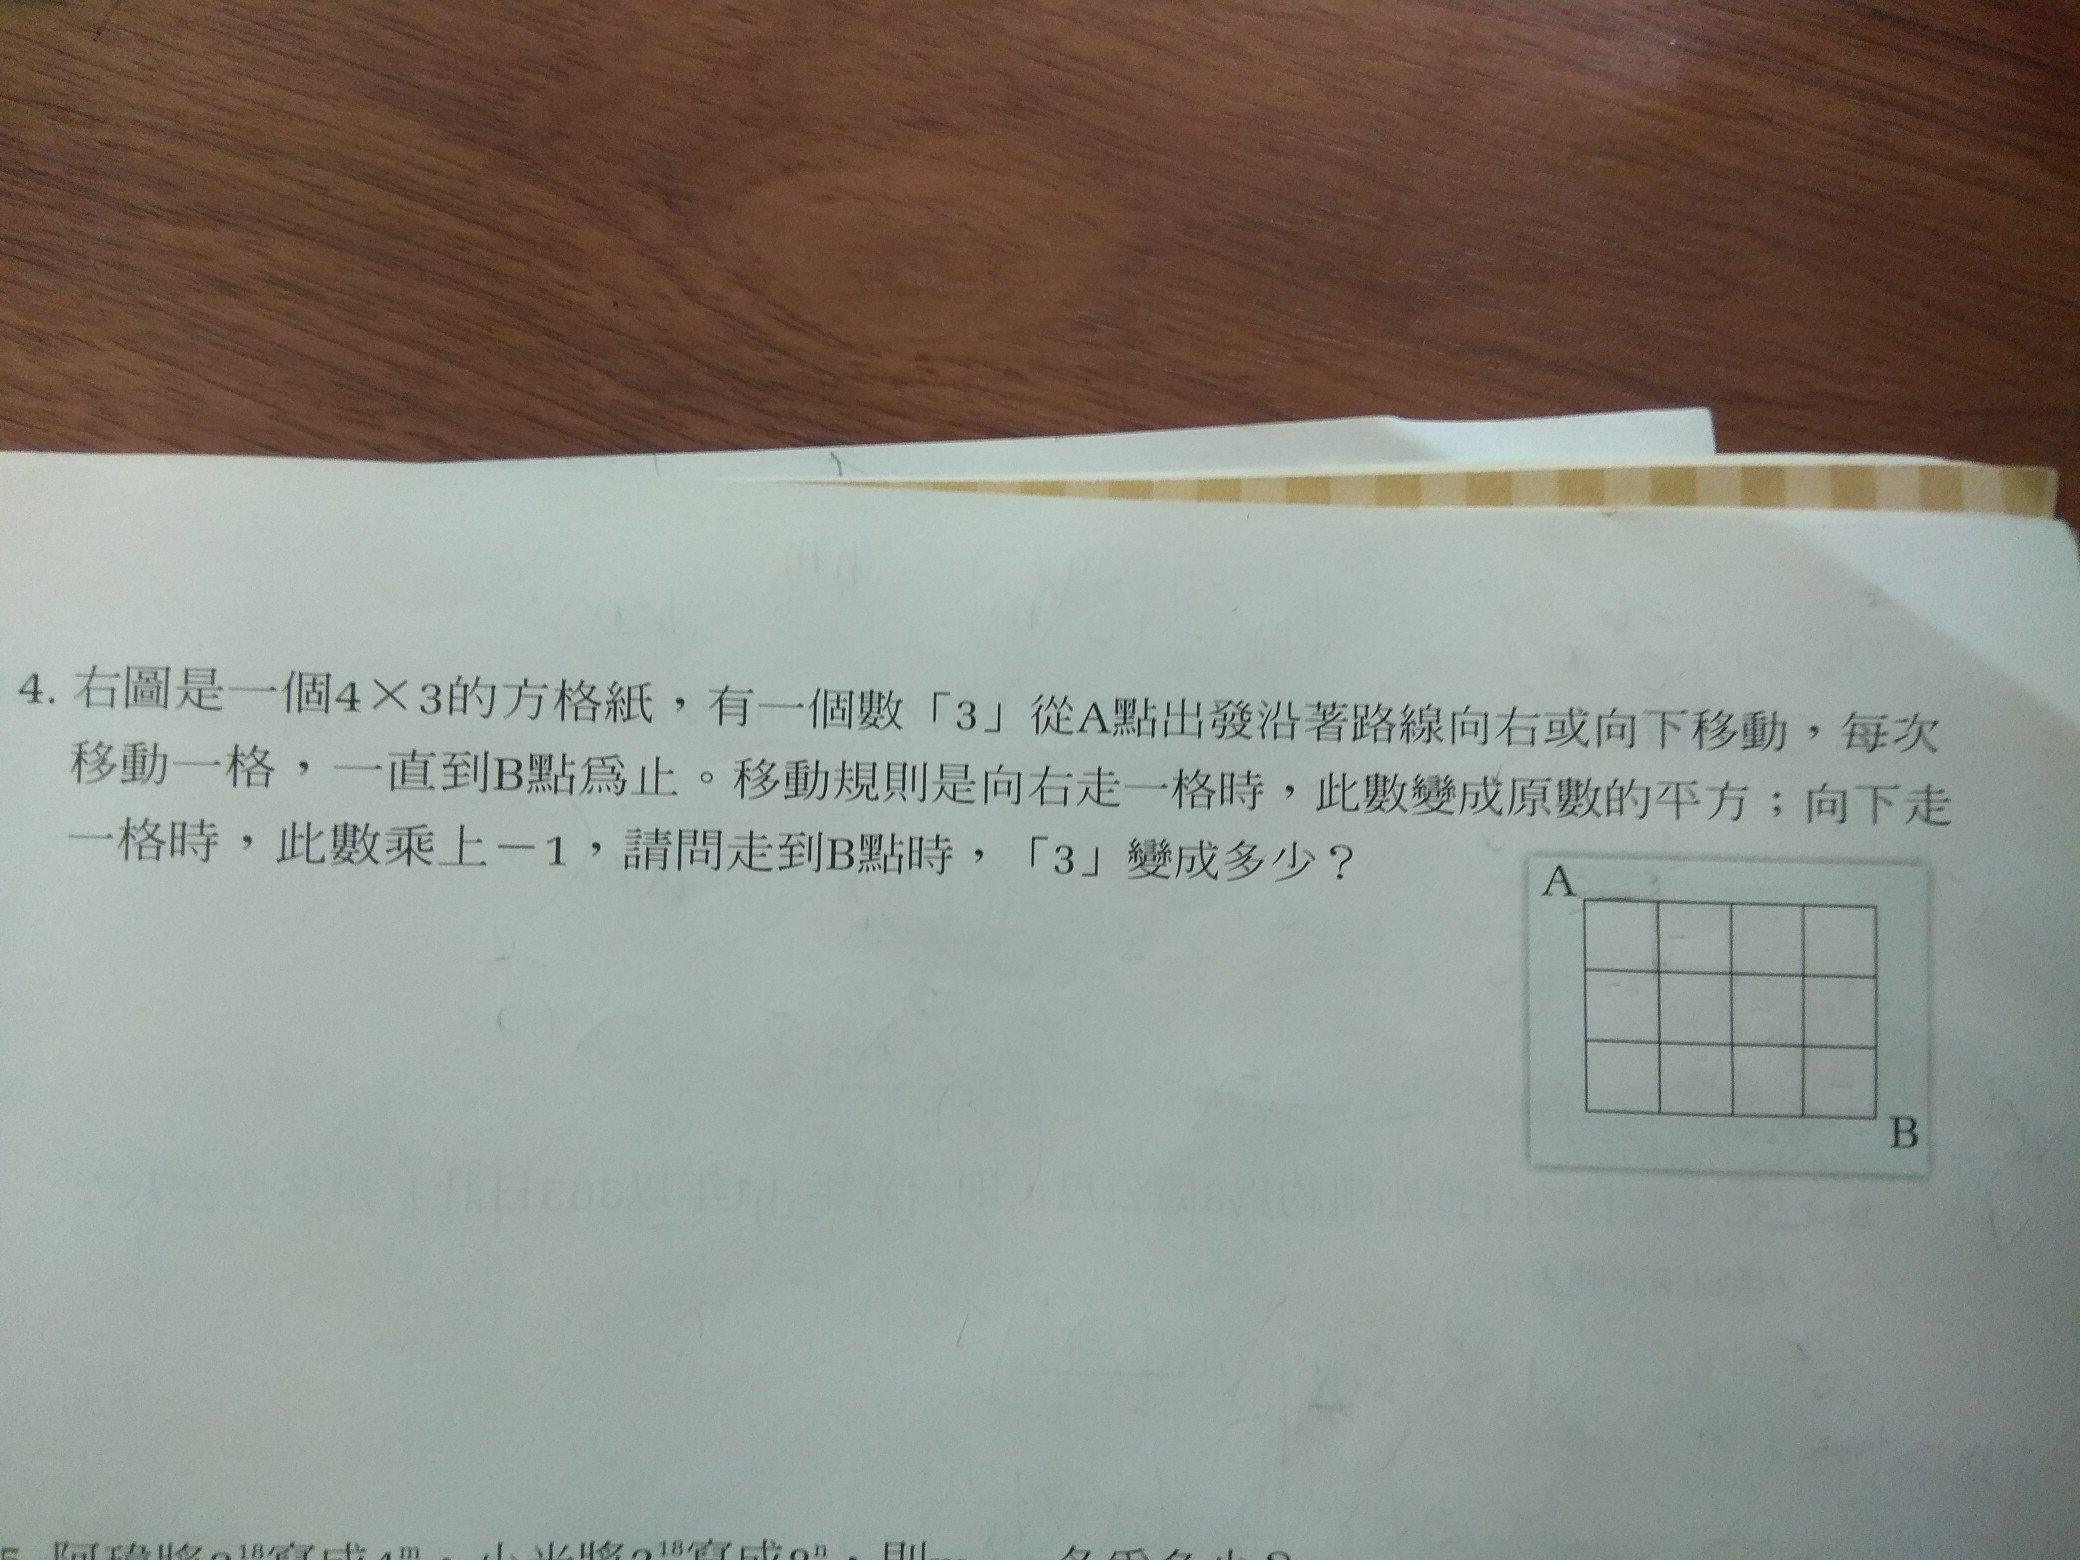 4. 右圖是一個4×3的方格紙，有一個數「3」從A點出發沿著路線向右或向下移動，每次
移動一格，一直到B點爲止。移動規則是向右走一格時，此數變成原數的平方；向下走
一格時，此數乘上－1，請問走到B點時，「3」變成多少？
A
B